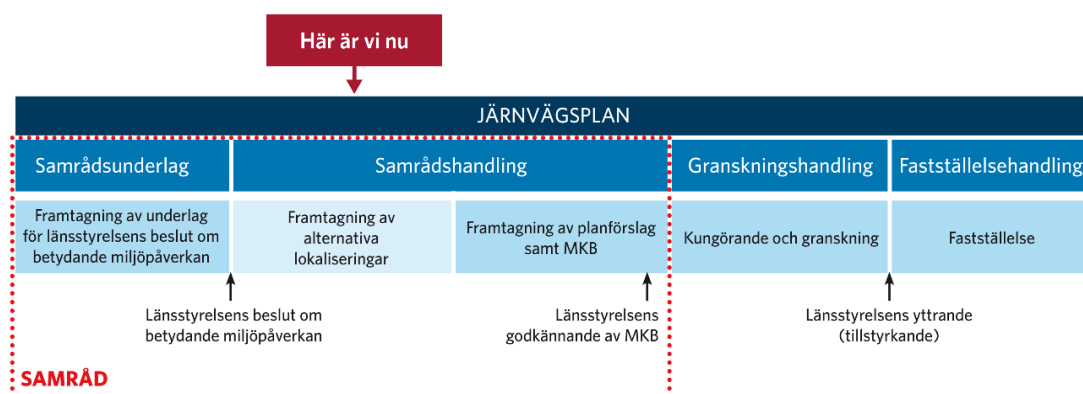 Här är vi nu
JÄRNVÄGSPLAN
Samrådsunderlag
Samrådshandling
Granskningshandling
Fastställelsehandling
Framtagning av underlag
för länsstyrelsens beslut om
betydande miljöpåverkan
Framtagning av
alternativa
lokaliseringar
Framtagning av planförslag
samt MKB
Kungörande och granskning
Fastställelse
Länsstyrelsens beslut om
betydande miljöpåverkan
Länsstyrelsens
godkännande av MKB
Länsstyrelsens yttrande
(tillstyrkande)
SAMRÅD